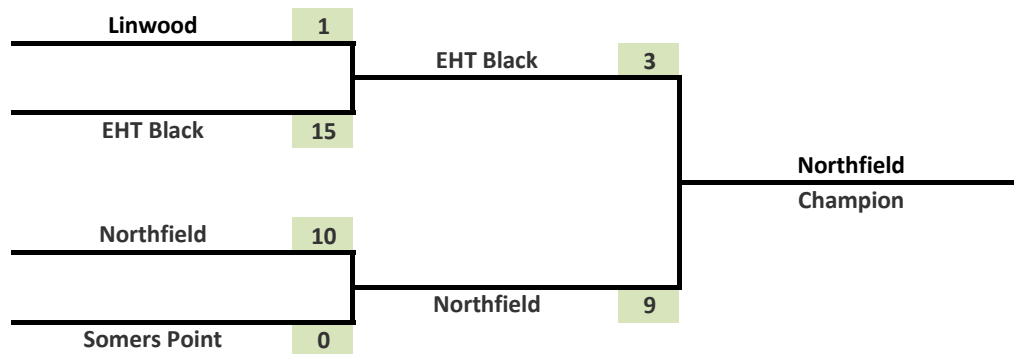 Linwood 1
EHT Black 3
EHT Black
15
Northfield
Champion
Northfield 10
Northfield 9
Somers Point 0